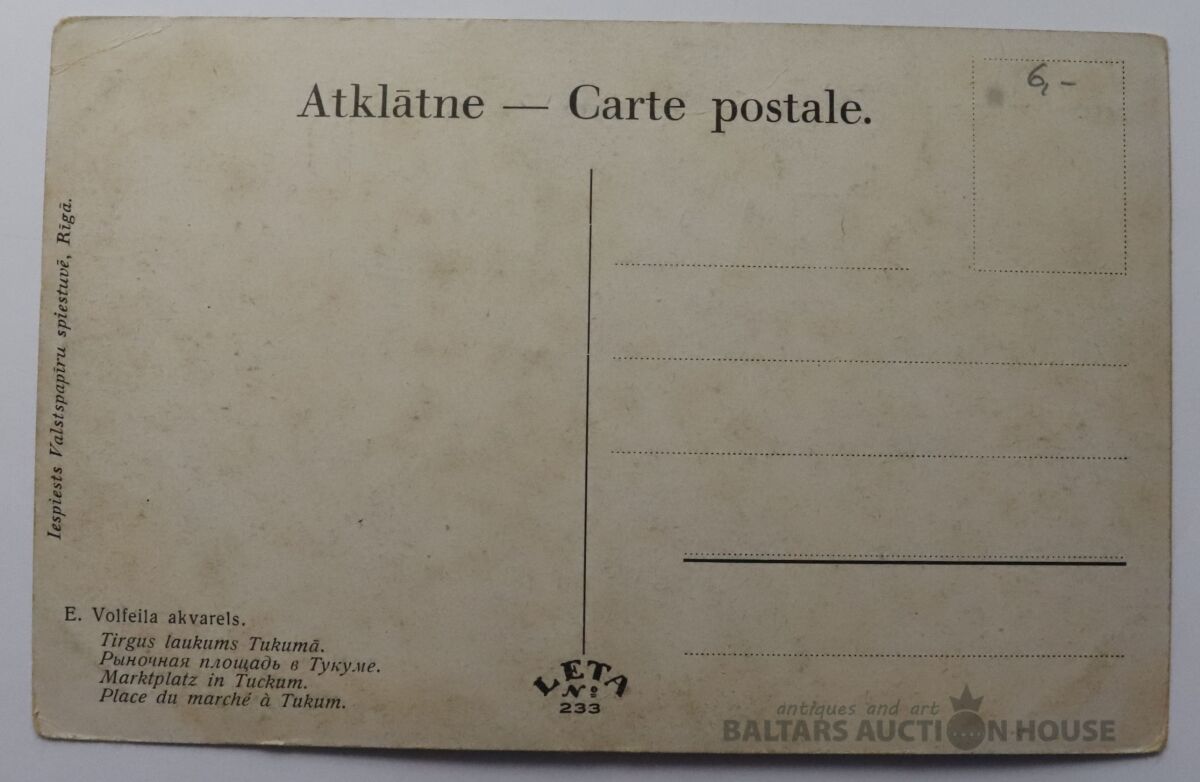 Atklātne — Carte postale.
6,-
Iespiests Valstspapīru spiestuvē, Rīgā.
E. Volfeila akvarels.
Tirgus laukums Tukumā.
Рыночная площадь в Тукуме.
Marktplatz in Tuckum.
Place du marché à Tukum.
LETA
№
233
antiques and art
BALTARS AUCTION HOUSE